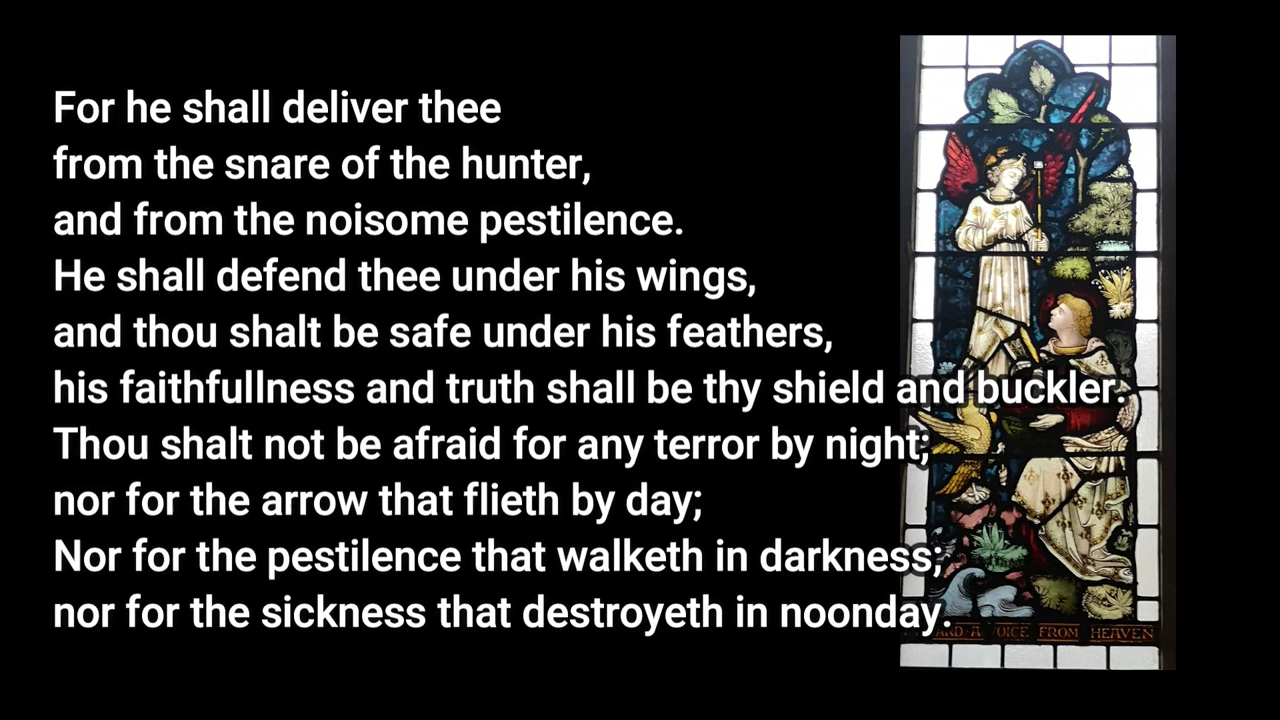 For he shall deliver thee
from the snare of the hunter,
and from the noisome pestilence.
He shall defend thee under his wings,
and thou shalt be safe under his feathers,
his faithfullness and truth shall be thy shield and buckler.
Thou shalt not be afraid for any terror by night;
nor for the arrow that flieth by day;
Nor for the pestilence that walketh in darkness;
nor for the sickness that destroyeth in noonday.
AND·A VOICE FROM HEAVEN